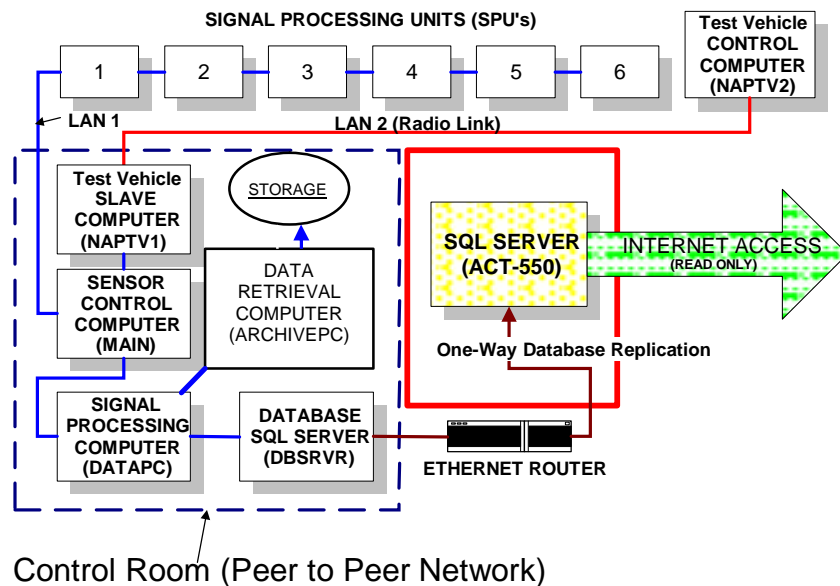 SIGNAL PROCESSING UNITS (SPU's)
Test Vehicle
CONTROL
COMPUTER
(NAPTV2)
1
2
3
4
5
6
LAN 1
LAN 2 (Radio Link)
Test Vehicle
SLAVE
COMPUTER
(NAPTV1)
STORAGE
SQL SERVER
(ACT-550)
INTERNET ACCESS
(READ ONLY)
SENSOR
CONTROL
COMPUTER
(MAIN)
DATA
RETRIEVAL
COMPUTER
(ARCHIVEPC)
One-Way Database Replication
SIGNAL
PROCESSING
COMPUTER
(DATAPC)
DATABASE
SQL SERVER
(DBSRVR)
ETHERNET ROUTER
Control Room (Peer to Peer Network)